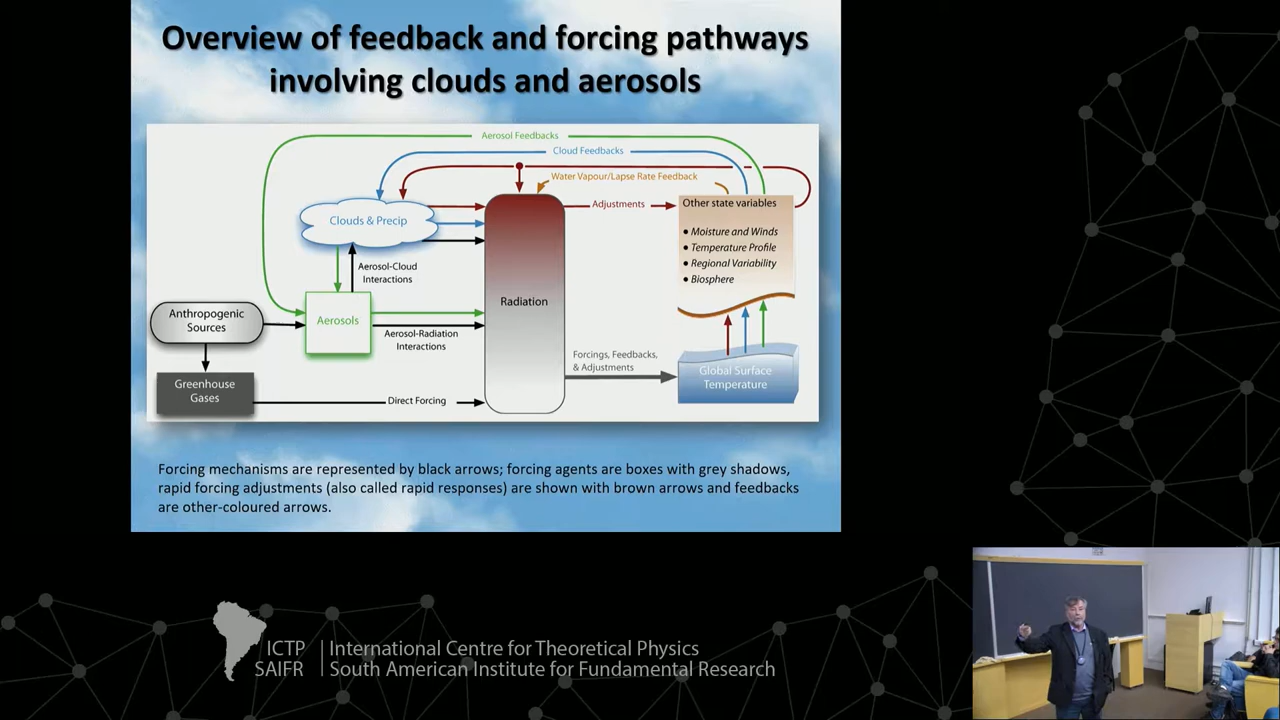 Overview of feedback and forcing pathways
involving clouds and aerosols
Aerosol Feedbacks
Cloud Feedbacks
Water Vapour/Lapse Rate Feedback
Adjustments
Other state variables
● Moisture and Winds
● Temperature Profile
● Regional Variability
● Biosphere
Clouds & Precip
Aerosol-Cloud
Interactions
Radiation
Anthropogenic
Sources
Aerosols
Aerosol-Radiation
Interactions
Forcings, Feedbacks,
& Adjustments
Global Surface
Temperature
Greenhouse
Gases
Direct Forcing
Forcing mechanisms are represented by black arrows; forcing agents are boxes with grey shadows,
rapid forcing adjustments (also called rapid responses) are shown with brown arrows and feedbacks
are other-coloured arrows.
ICTP
SAIFR
International Centre for Theoretical Physics
South American Institute for Fundamental Research